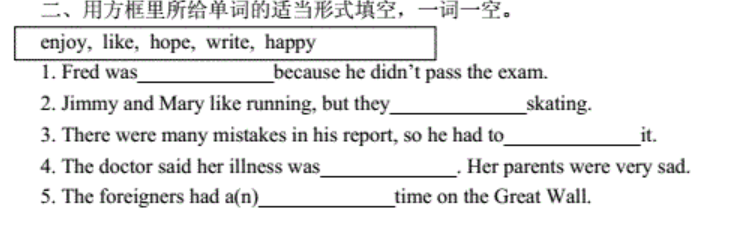 二、用方框里所给单词的适当形式填空，一词一空。
enjoy, like, hope, write, happy
1. Fred was____________because he didn't pass the exam.
2. Jimmy and Mary like running, but they____________skating.
3. There were many mistakes in his report, so he had to____________it.
4. The doctor said her illness was____________. Her parents were very sad.
5. The foreigners had a(n)____________time on the Great Wall.